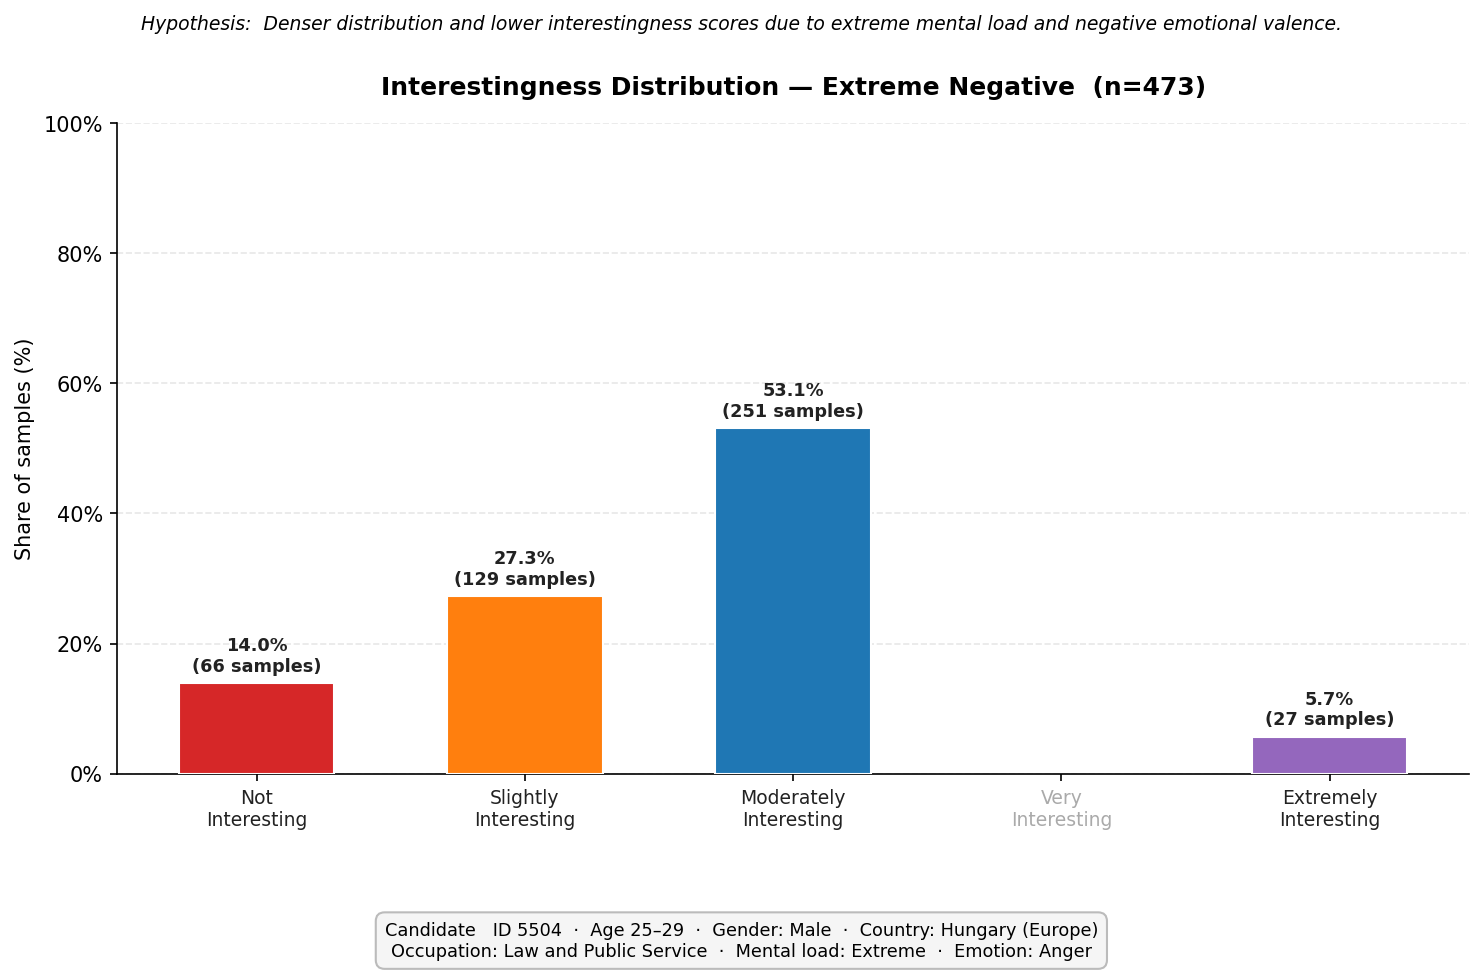 Hypothesis:  Denser distribution and lower interestingness scores due to extreme mental load and negative emotional valence.
Interestingness Distribution — Extreme Negative  (n=473)
Share of samples (%)
100%
80%
60%
40%
20%
0%
14.0%
(66 samples)
27.3%
(129 samples)
53.1%
(251 samples)
5.7%
(27 samples)
Not
Interesting
Slightly
Interesting
Moderately
Interesting
Very
Interesting
Extremely
Interesting
Candidate   ID 5504  ·  Age 25–29  ·  Gender: Male  ·  Country: Hungary (Europe)
Occupation: Law and Public Service  ·  Mental load: Extreme  ·  Emotion: Anger